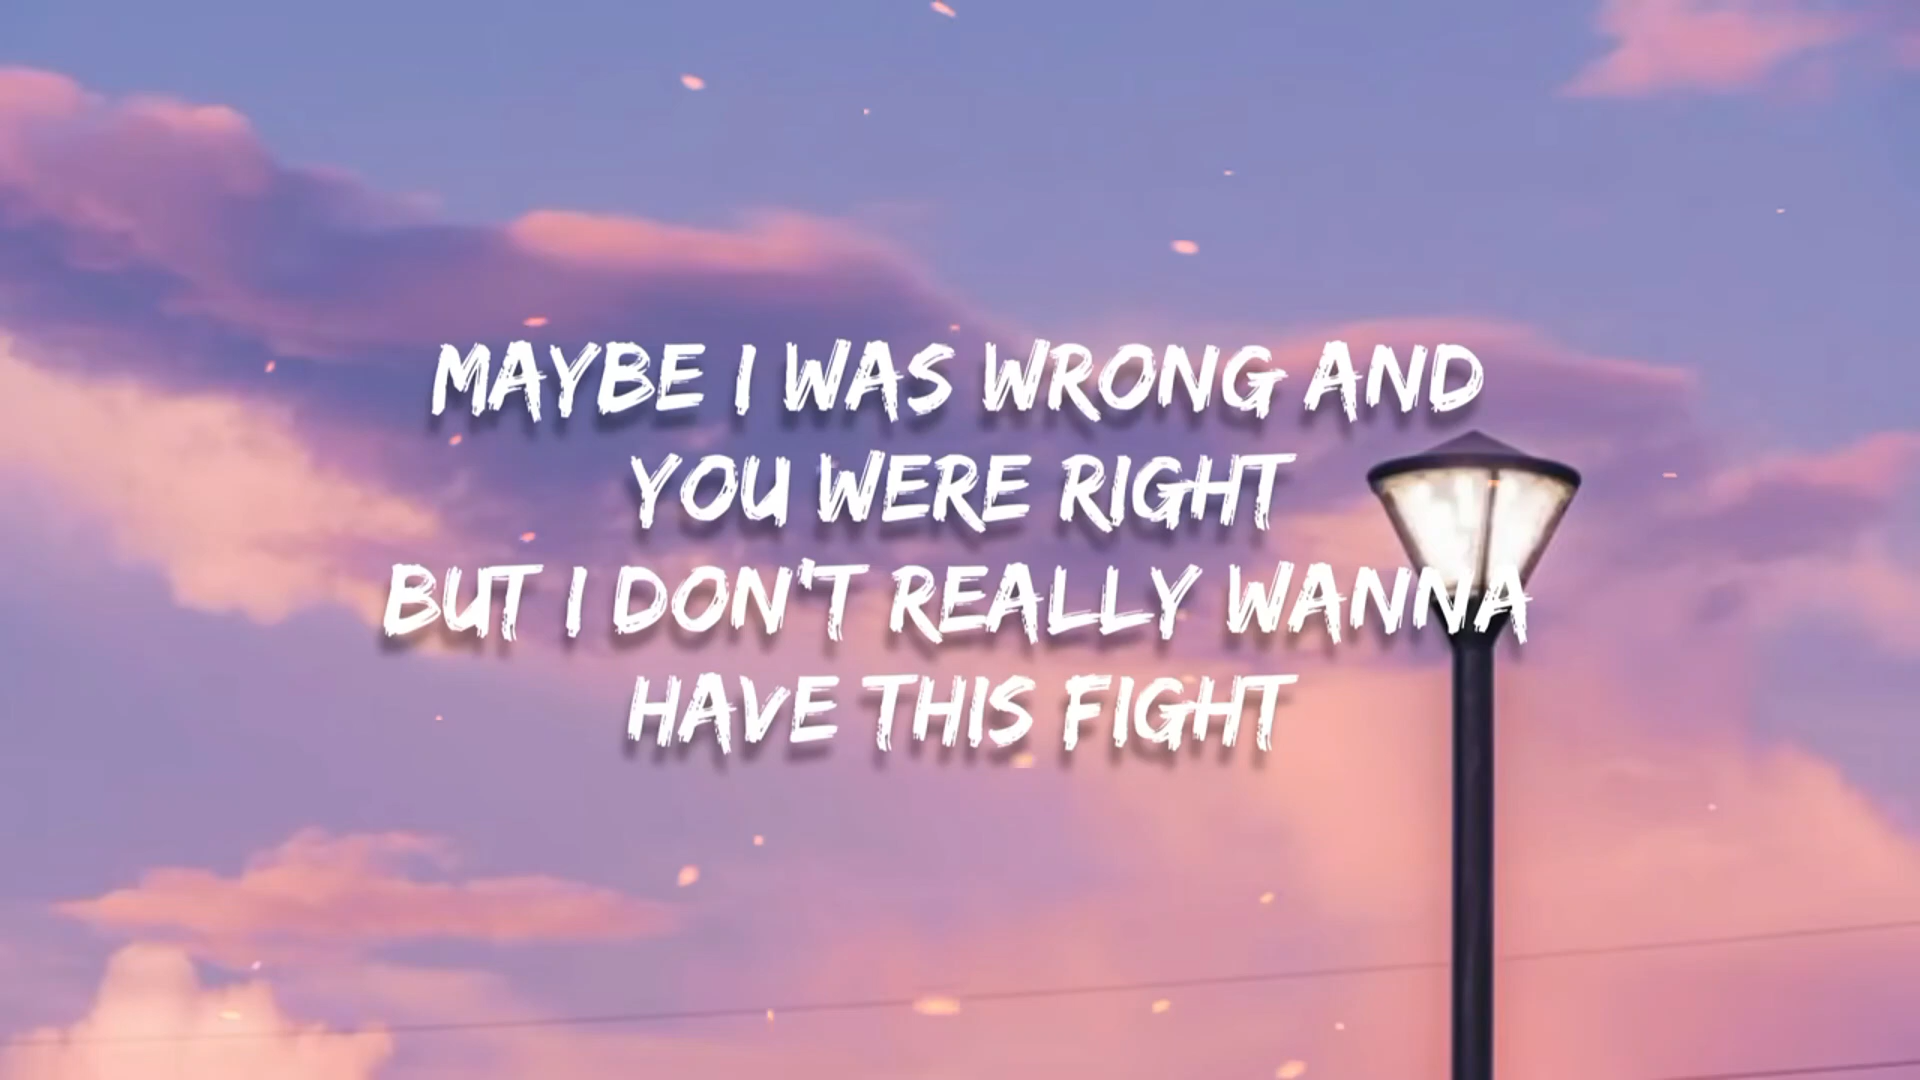 MAYBE I WAS WRONG AND
YOU WERE RIGHT
BUT I DON'T REALLY WANNA
HAVE THIS FIGHT